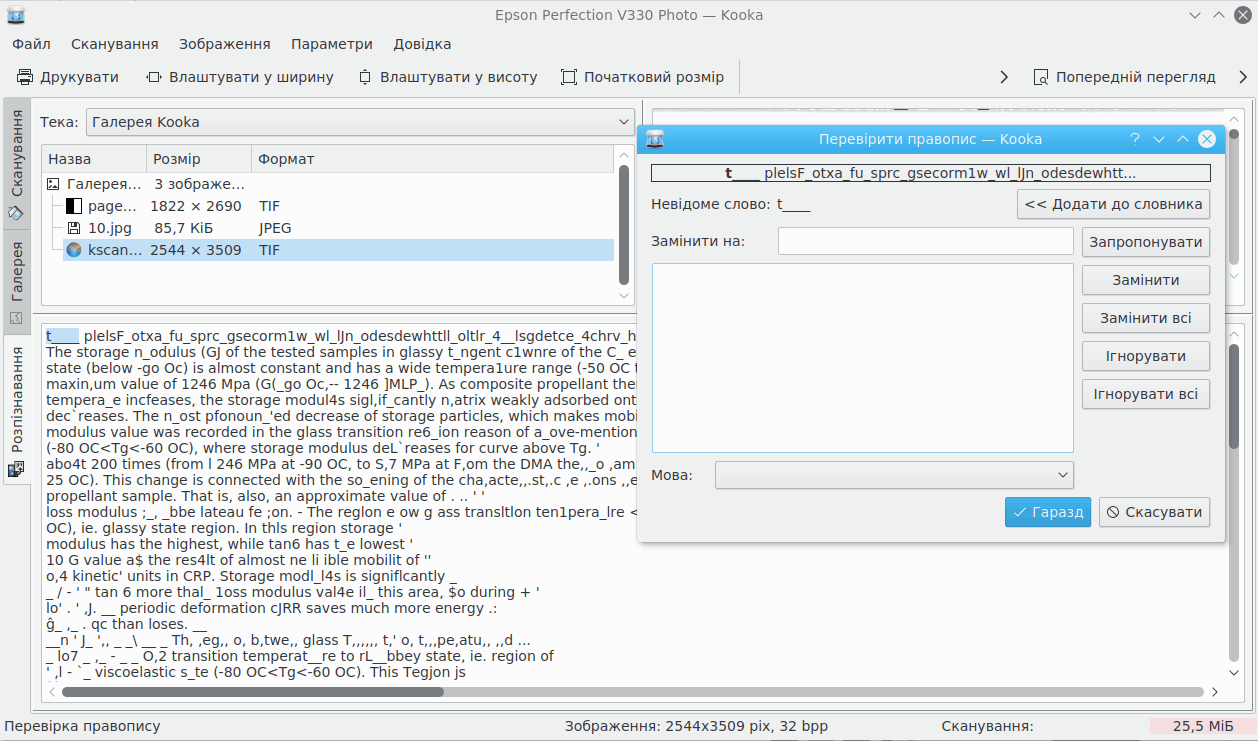 Epson Perfection V330 Photo — Kooka
Файл Сканування Зображення Параметри Довідка
Друкувати Влаштувати у ширину Влаштувати у висоту Початковий розмір Попередній перегляд
Сканування
Галерея
Розпізнавання
Тека: Галерея Kooka
Назва Розмір Формат
Галерея... 3 зображе...
page... 1822 × 2690 TIF
10.jpg 85,7 КіБ JPEG
kscan... 2544 × 3509 TIF
t____ plelsF_otxa_fu_sprc_gsecorm1w_wl_lJn_odesdewhttll_oltlr_4__lsgdetce_4chrv_h
The storage n_odulus (GJ of the tested samples in glassy t_ngent c1wnre of the C_ e
state (below -go Oc) is almost constant and has a wide tempera1ure range (-50 OC t
maxin,um value of 1246 Mpa (G(_go Oc,-- 1246 ]MLP_). As composite propellant the
tempera_e incfeases, the storage modul4s sigl,if_cantly n,atrix weakly adsorbed ont
dec`reases. The n_ost pfonoun_'ed decrease of storage particles, which makes mobi
modulus value was recorded in the glass transition re6_ion reason of a_ove-mention
(-80 OC<Tg<-60 OC), where storage modulus deL`reases for curve above Tg. '
abo4t 200 times (from l 246 MPa at -90 OC, to S,7 MPa at F,om the DMA the,,_o ,am
25 OC). This change is connected with the so_ening of the cha,acte,,.st,.c ,e ,.ons ,,e
propellant sample. That is, also, an approximate value of . .. ' '
loss modulus ;_, _bbe lateau fe ;on. - The reglon e ow g ass transltlon ten1pera_lre <
OC), ie. glassy state region. In thls region storage '
modulus has the highest, while tan6 has t_e lowest '
10 G value a$ the res4lt of almost ne li ible mobilit of ''
o,4 kinetic' units in CRP. Storage modl_l4s is signiflcantly _
_ / - ' " tan 6 more thal_ 1oss modulus val4e il_ this area, $o during + '
lo' . ' ,J. __ periodic deformation cJRR saves much more energy .:
ĝ_ ,_ . qc than loses. __
__n ' J_ ',, _ _\ __ _ Th, ,eg,, o, b,twe,, glass T,,,,,, t,' o, t,,,pe,atu,, ,,d ...
_ lo7 _ ,_ - _ _ O,2 transition temperat__re to rL__bbey state, ie. region of
' ,l - `_ viscoelastic s_te (-80 OC<Tg<-60 OC). This Tegjon js
Перевірити правопис — Kooka
t____ plelsF_otxa_fu_sprc_gsecorm1w_wl_lJn_odesdewhtt...
Невідоме слово: t____ << Додати до словника
Замінити на: Запропонувати
Замінити
Замінити всі
Ігнорувати
Ігнорувати всі
Мова:
Гаразд Скасувати
Перевірка правопису Зображення: 2544x3509 pix, 32 bpp Сканування: 25,5 МіБ